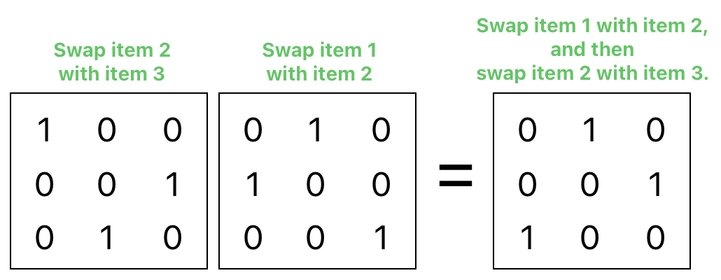 Swap item 2
with item 3
Swap item 1
with item 2
Swap item 1 with item 2,
and then
swap item 2 with item 3.
1 0 0
0 0 1
0 1 0
0 1 0
1 0 0
0 0 1
=
0 1 0
0 0 1
1 0 0